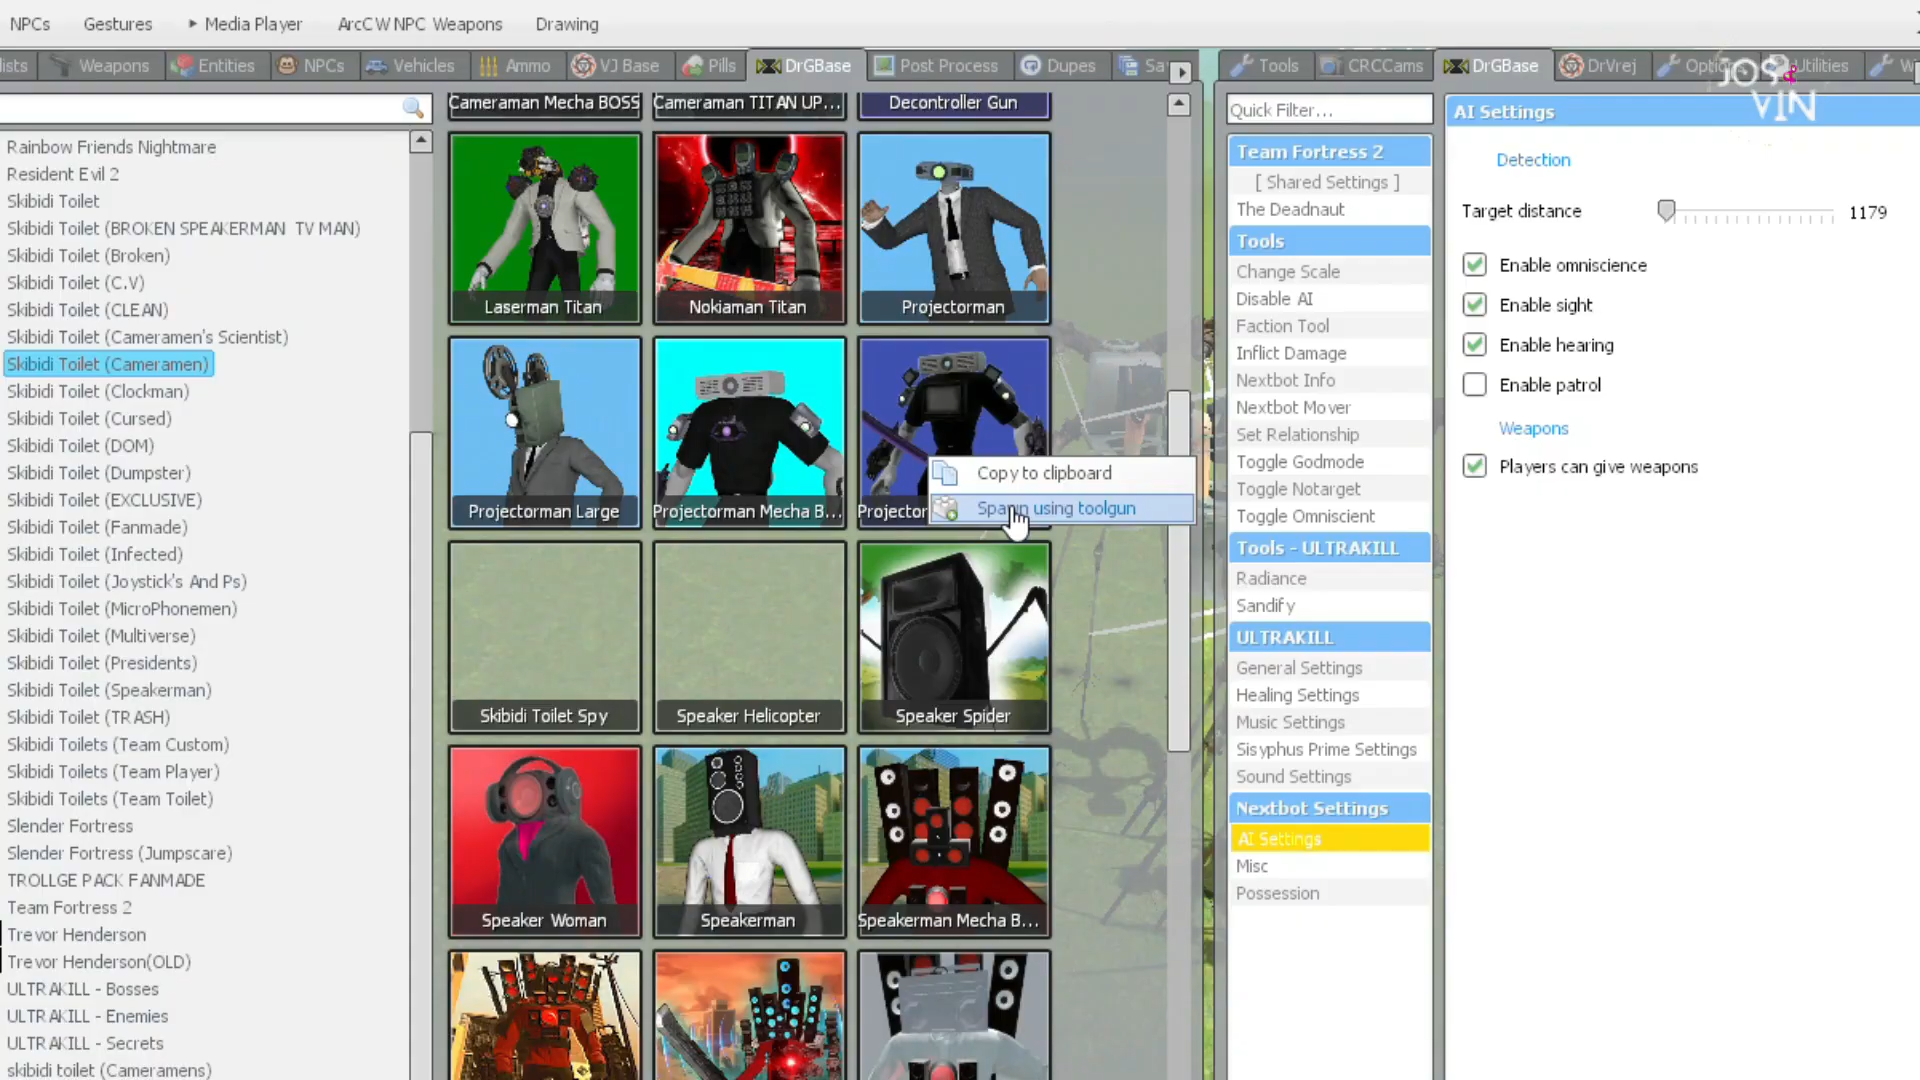 NPCs Gestures Media Player ArcCW NPC Weapons Drawing
lists Weapons Entities NPCs Vehicles Ammo VJ Base Pills DrGBase Post Process Dupes Tools CRCCams DrGBase DrVrej Utilities
JOS VIN
Rainbow Friends Nightmare
Resident Evil 2
Skibidi Toilet
Skibidi Toilet (BROKEN SPEAKERMAN TV MAN)
Skibidi Toilet (Broken)
Skibidi Toilet (C.V)
Skibidi Toilet (CLEAN)
Skibidi Toilet (Cameramen's Scientist)
Skibidi Toilet (Cameramen)
Skibidi Toilet (Clockman)
Skibidi Toilet (Cursed)
Skibidi Toilet (DOM)
Skibidi Toilet (Dumpster)
Skibidi Toilet (EXCLUSIVE)
Skibidi Toilet (Fanmade)
Skibidi Toilet (Infected)
Skibidi Toilet (Joystick's And Ps)
Skibidi Toilet (MicroPhonemen)
Skibidi Toilet (Multiverse)
Skibidi Toilet (Presidents)
Skibidi Toilet (Speakerman)
Skibidi Toilet (TRASH)
Skibidi Toilets (Team Custom)
Skibidi Toilets (Team Player)
Skibidi Toilets (Team Toilet)
Slender Fortress
Slender Fortress (Jumpscare)
TROLLGE PACK FANMADE
Team Fortress 2
Trevor Henderson
Trevor Henderson(OLD)
ULTRAKILL - Bosses
ULTRAKILL - Enemies
ULTRAKILL - Secrets
skibidi toilet (Cameramens)
Cameraman Mecha BOSS Cameraman TITAN UP... Decontroller Gun
Laserman Titan Nokiaman Titan Projectorman
Projectorman Large Projectorman Mecha B... Projector
Copy to clipboard
Spawn using toolgun
Skibidi Toilet Spy Speaker Helicopter Speaker Spider
Speaker Woman Speakerman Speakerman Mecha B...
Quick Filter...
Team Fortress 2
[ Shared Settings ]
The Deadnaut
Tools
Change Scale
Disable AI
Faction Tool
Inflict Damage
Nextbot Info
Nextbot Mover
Set Relationship
Toggle Godmode
Toggle Notarget
Toggle Omniscient
Tools - ULTRAKILL
Radiance
Sandify
ULTRAKILL
General Settings
Healing Settings
Music Settings
Sisyphus Prime Settings
Sound Settings
Nextbot Settings
AI Settings
Misc
Possession
AI Settings
Detection
Target distance 1179
Enable omniscience
Enable sight
Enable hearing
Enable patrol
Weapons
Players can give weapons